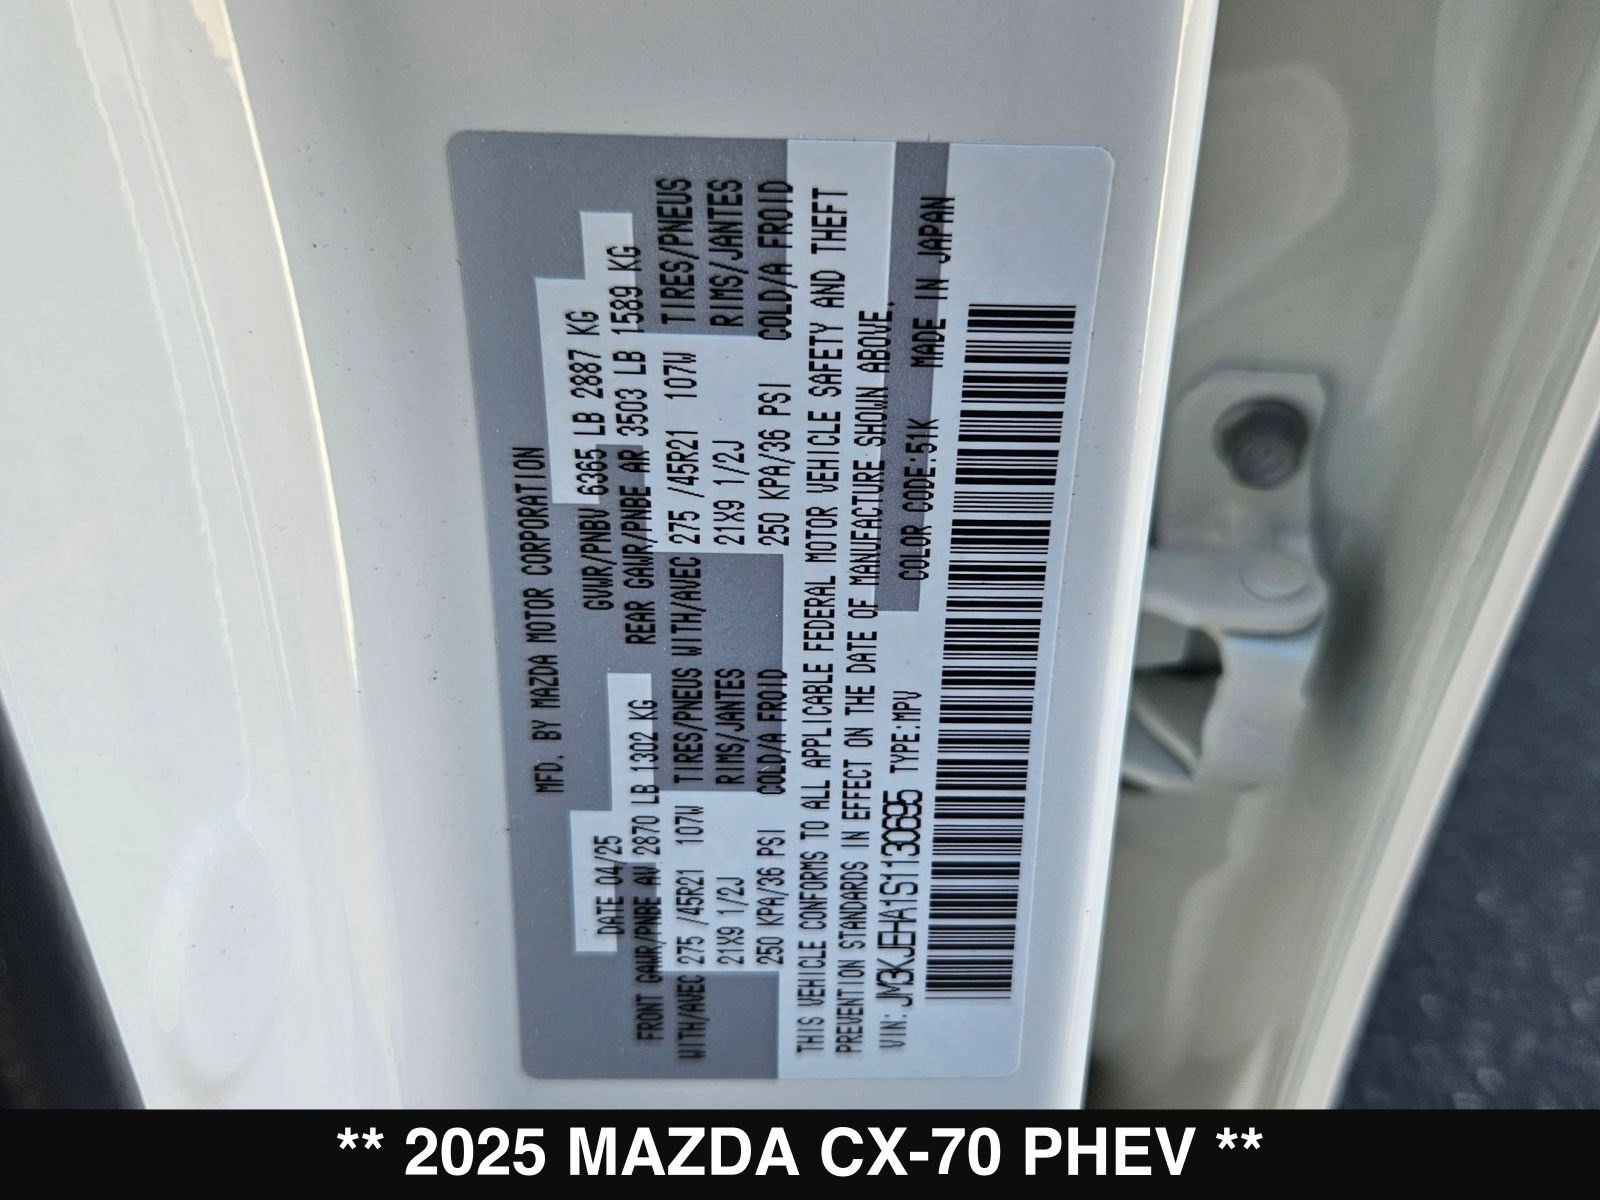 MFD. BY MAZDA MOTOR CORPORATION
DATE 04/25 GVWR/PNBV 6365 LB 2887 KG
FRONT GAWR/PNBE AV 2870 LB 1302 KG REAR GAWR/PNBE AR 3503 LB 1589 KG
WITH/AVEC 275 /45R21 107W TIRES/PNEUS WITH/AVEC 275 /45R21 107W TIRES/PNEUS
21X9 1/2J RIMS/JANTES 21X9 1/2J RIMS/JANTES
250 KPA/36 PSI COLD/A FROID 250 KPA/36 PSI COLD/A FROID
THIS VEHICLE CONFORMS TO ALL APPLICABLE FEDERAL MOTOR VEHICLE SAFETY AND THEFT
PREVENTION STANDARDS IN EFFECT ON THE DATE OF MANUFACTURE SHOWN ABOVE.
VIN: JM3KJEHA1S1130695 TYPE:MPV COLOR CODE:51K MADE IN JAPAN
** 2025 MAZDA CX-70 PHEV **